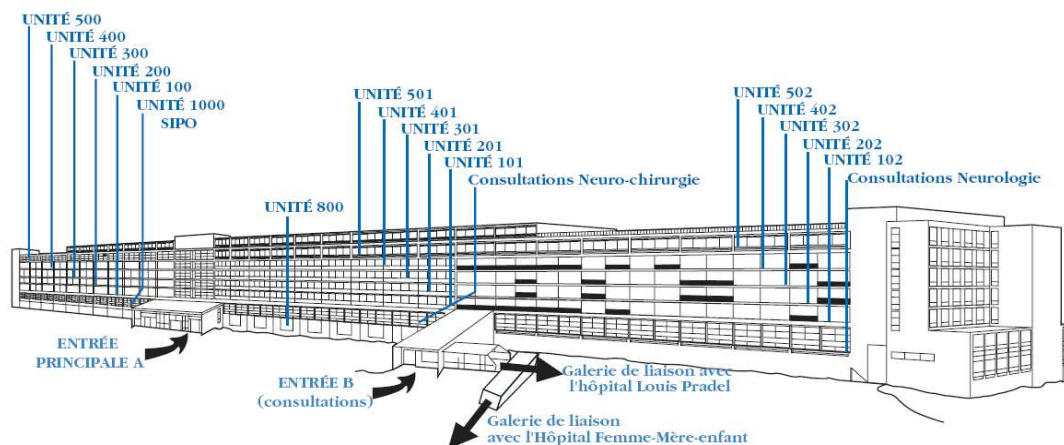 UNITÉ 500
UNITÉ 400
UNITÉ 300
UNITÉ 200
UNITÉ 100
UNITÉ 1000
SIPO
UNITÉ 800
UNITÉ 501
UNITÉ 401
UNITÉ 301
UNITÉ 201
UNITÉ 101
Consultations Neuro-chirurgie
UNITÉ 502
UNITÉ 402
UNITÉ 302
UNITÉ 202
UNITÉ 102
Consultations Neurologie
ENTRÉE
PRINCIPALE A
ENTRÉE B
(consultations)
Galerie de liaison avec
l'hôpital Louis Pradel
Galerie de liaison
avec l'Hôpital Femme-Mère-enfant